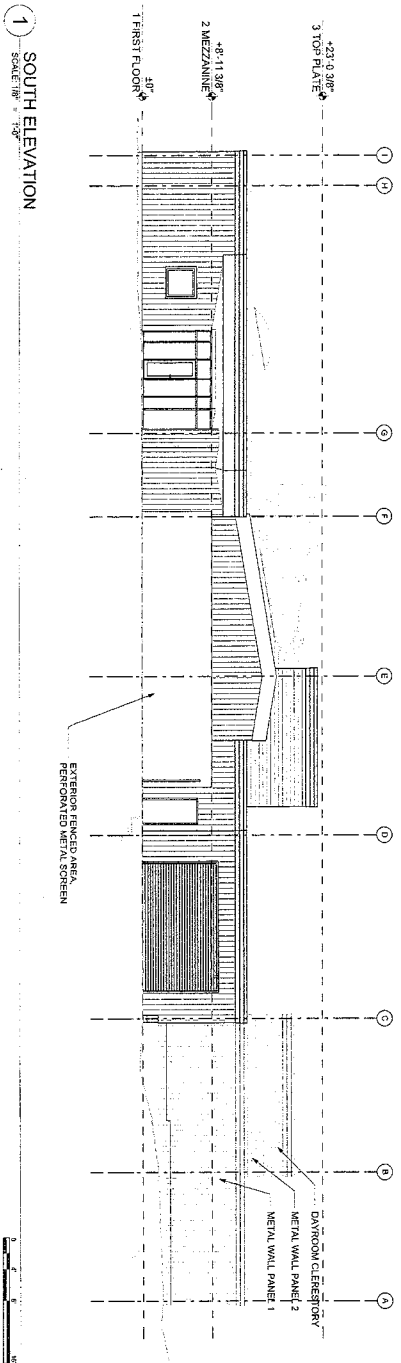 +23'-0 3/8"
3 TOP PLATE
+8'-11 3/8"
2 MEZZANINE
±0"
1 FIRST FLOOR
I
H
G
F
E
D
C
B
A
DAYROOM CLERESTORY
METAL WALL PANEL 2
METAL WALL PANEL 1
EXTERIOR FENCED AREA,
PERFORATED METAL SCREEN
1
SOUTH ELEVATION
SCALE: 1/8" = 1'-0"
0 4' 8' 16'